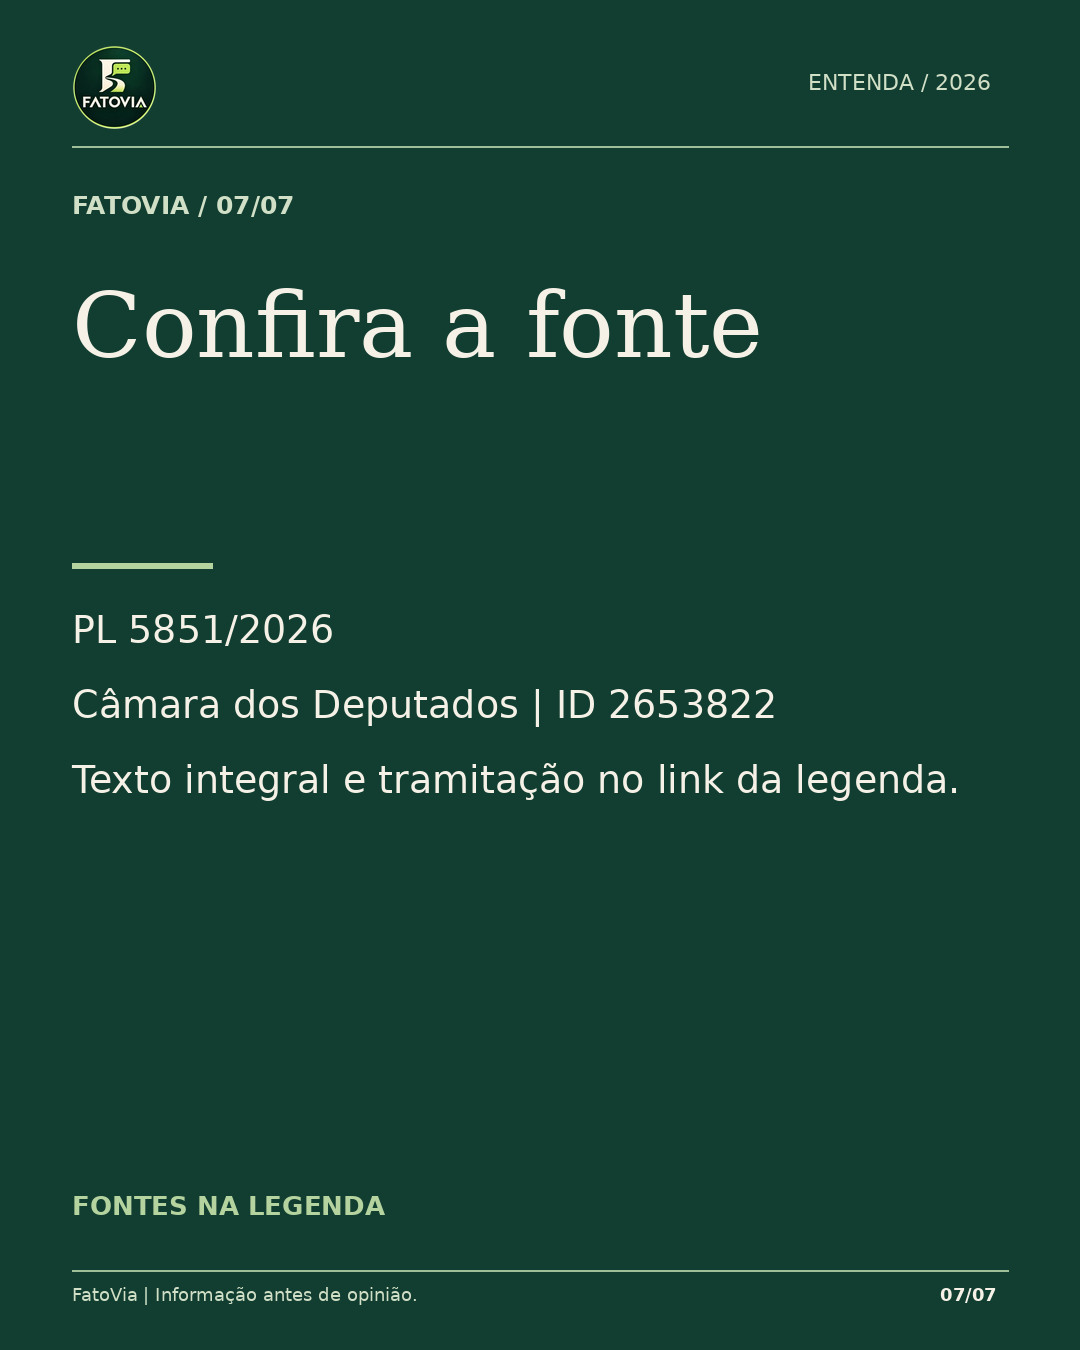 FATOVIA
ENTENDA / 2026
FATOVIA / 07/07
Confira a fonte
PL 5851/2026
Câmara dos Deputados | ID 2653822
Texto integral e tramitação no link da legenda.
FONTES NA LEGENDA
FatoVia | Informação antes de opinião.
07/07